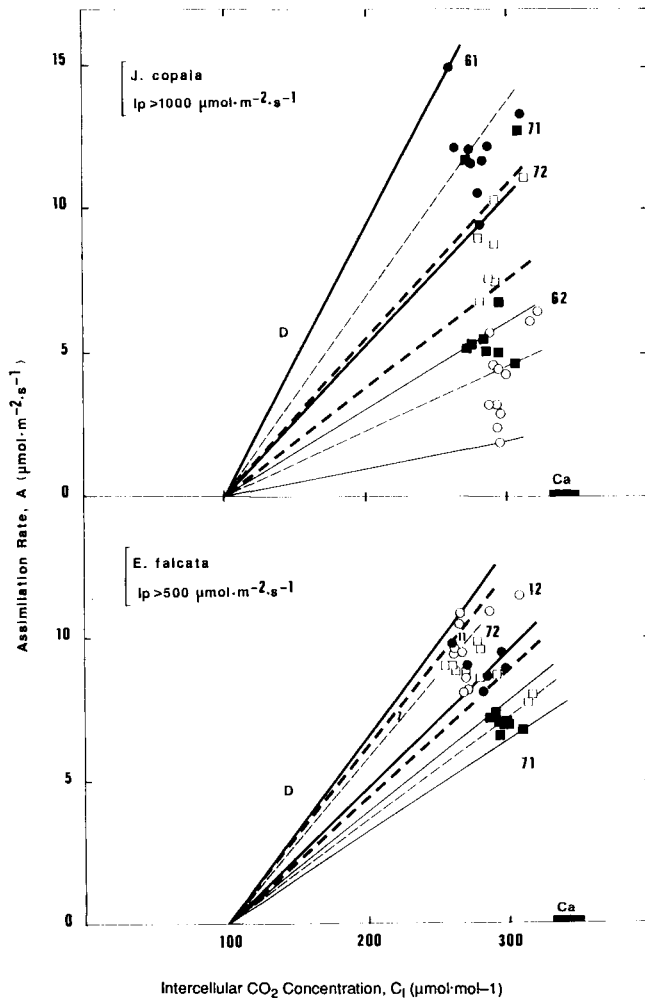 15
J. copaia
Ip >1000 µmol·m−2·s−1
61
71
72
10
62
D
5
0
Ca
Assimilation Rate, A (µmol·m−2·s−1)
E. falcata
Ip >500 µmol·m−2·s−1
12
11
72
10
5
D
71
0
Ca
100
200
300
Intercellular CO2 Concentration, CI (µmol·mol–1)